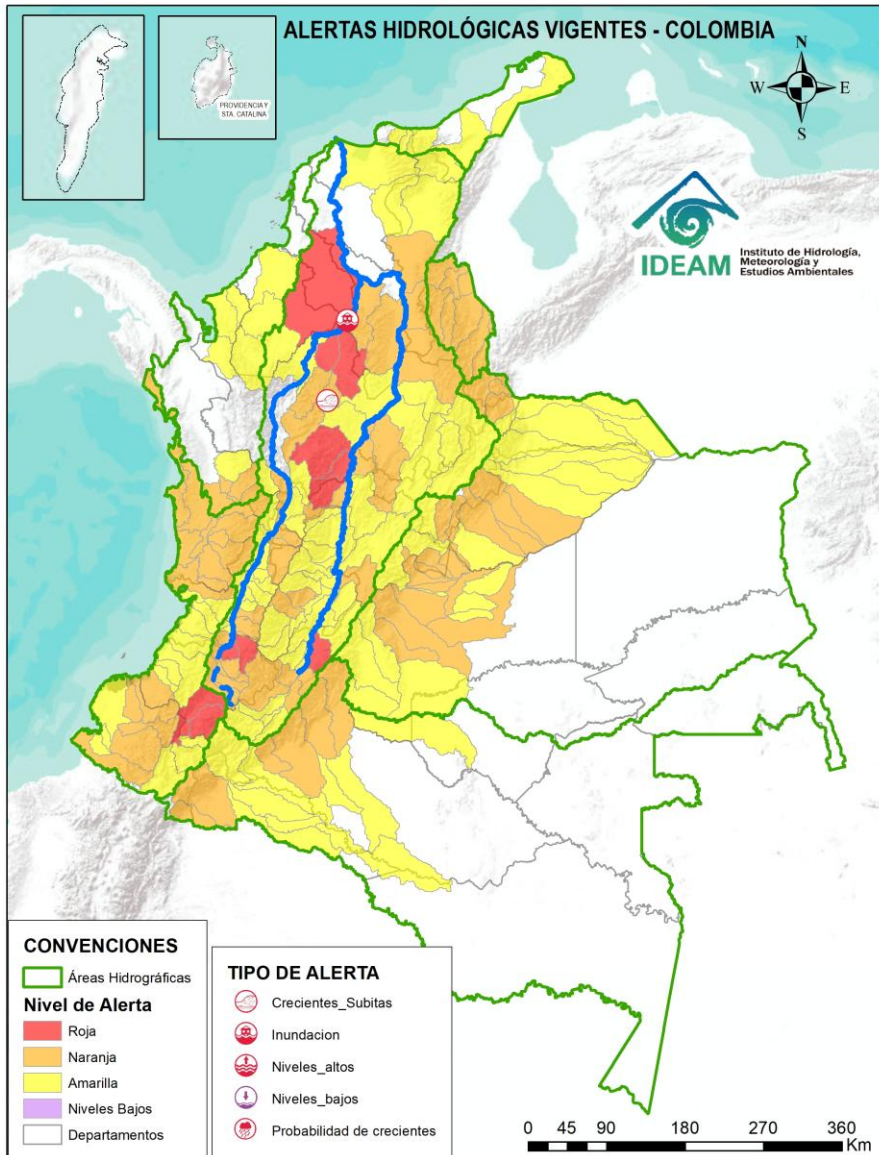 ALERTAS HIDROLÓGICAS VIGENTES - COLOMBIA
PROVIDENCIA Y
STA. CATALINA
N
W
E
S
IDEAM
Instituto de Hidrología,
Meteorología y
Estudios Ambientales
CONVENCIONES
Áreas Hidrográficas
Nivel de Alerta
Roja
Naranja
Amarilla
Niveles Bajos
Departamentos
TIPO DE ALERTA
Crecientes_Subitas
Inundacion
Niveles_altos
Niveles_bajos
Probabilidad de crecientes
0 45 90 180 270 360
Km